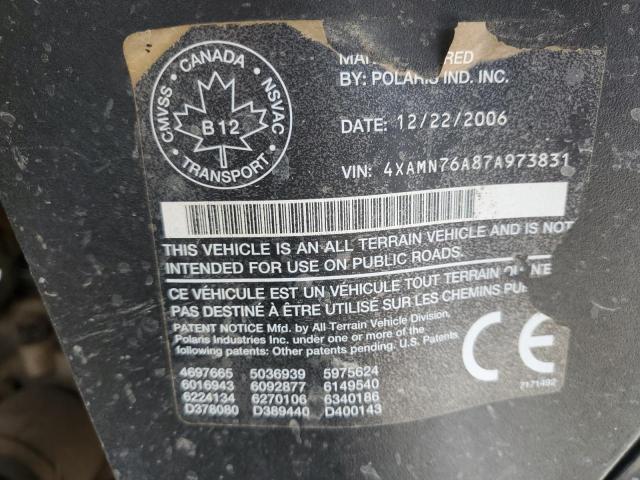 CANADA
CMVSS
NSVAC
B12
TRANSPORT
BY: POLARIS IND. INC.
DATE: 12/22/2006
VIN: 4XAMN76A87A973831
THIS VEHICLE IS AN ALL TERRAIN VEHICLE AND IS NOT
INTENDED FOR USE ON PUBLIC ROADS.
CE VÉHICULE EST UN VÉHICULE TOUT TERRAIN
PAS DESTINÉ À ÊTRE UTILISÉ SUR LES CHEMINS
PATENT NOTICE Mfd. by All Terrain Vehicle Division,
Polaris Industries Inc. under one or more of the
following patents: Other patents pending. U.S. Patents.
4697665 5036939 5975624
6016943 6092877 6149540
6224134 6270106 6340186
D378080 D389440 D400143
CE
7171492